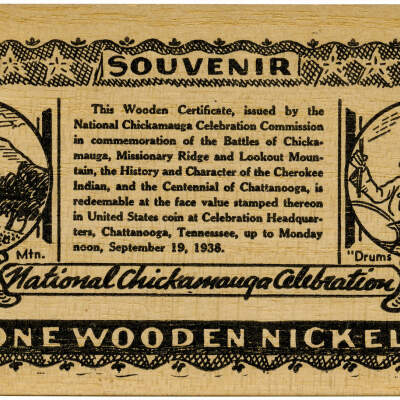 SOUVENIR
This Wooden Certificate, issued by the
National Chickamauga Celebration Commission
in commemoration of the Battles of Chicka-
mauga, Missionary Ridge and Lookout Moun-
tain, the History and Character of the Cherokee
Indian, and the Centennial of Chattanooga, is
redeemable at the face value stamped thereon
in United States coin at Celebration Headquar-
ters, Chattanooga, Tennessee, up to Monday
noon, September 19, 1938.
Mtn.
"Drums
National Chickamauga Celebration
ONE WOODEN NICKEL